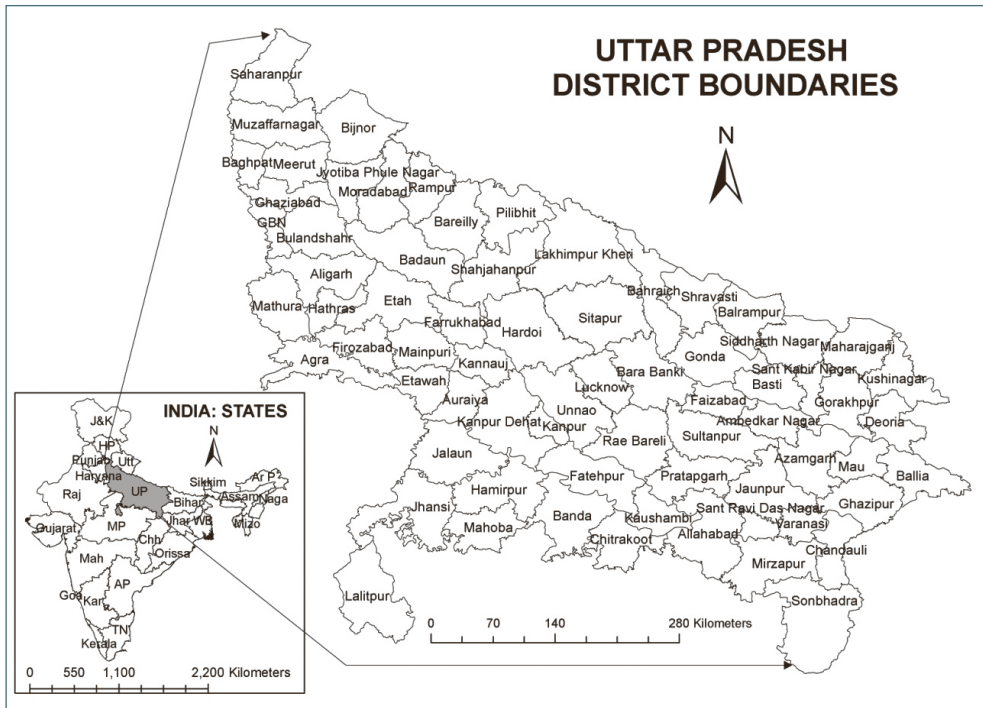 UTTAR PRADESH
DISTRICT BOUNDARIES
N
Saharanpur
Muzaffarnagar
Bijnor
Baghpat
Meerut
Jyotiba Phule Nagar
Moradabad
Rampur
Ghaziabad
GBN
Bulandshahr
Bareilly
Pilibhit
Badaun
Shahjahanpur
Lakhimpur Kheri
Aligarh
Mathura
Hathras
Etah
Farrukhabad
Hardoi
Sitapur
Bahraich
Shravasti
Balrampur
Agra
Firozabad
Mainpuri
Kannauj
Gonda
Siddharth Nagar
Maharajganj
Etawah
Auraiya
Lucknow
Bara Banki
Sant Kabir Nagar
Basti
Kushinagar
Kanpur Dehat
Kanpur
Unnao
Faizabad
Gorakhpur
Deoria
Rae Bareli
Sultanpur
Ambedkar Nagar
Jalaun
Azamgarh
Mau
Ballia
Hamirpur
Fatehpur
Pratapgarh
Jaunpur
Ghazipur
Jhansi
Mahoba
Banda
Kaushambi
Sant Ravi Das Nagar
Varanasi
Chitrakoot
Allahabad
Chandauli
Mirzapur
Lalitpur
Sonbhadra
0 70 140 280 Kilometers
INDIA: STATES
N
J&K
HP
Punjab
Utt
Haryana
Sikkim
Ar P
Raj
UP
Bihar
Assam
Naga
Gujarat
MP
Jhar
WB
Mizo
Chh
Mah
Orissa
AP
Goa
Kar
TN
Kerala
0 550 1,100 2,200 Kilometers